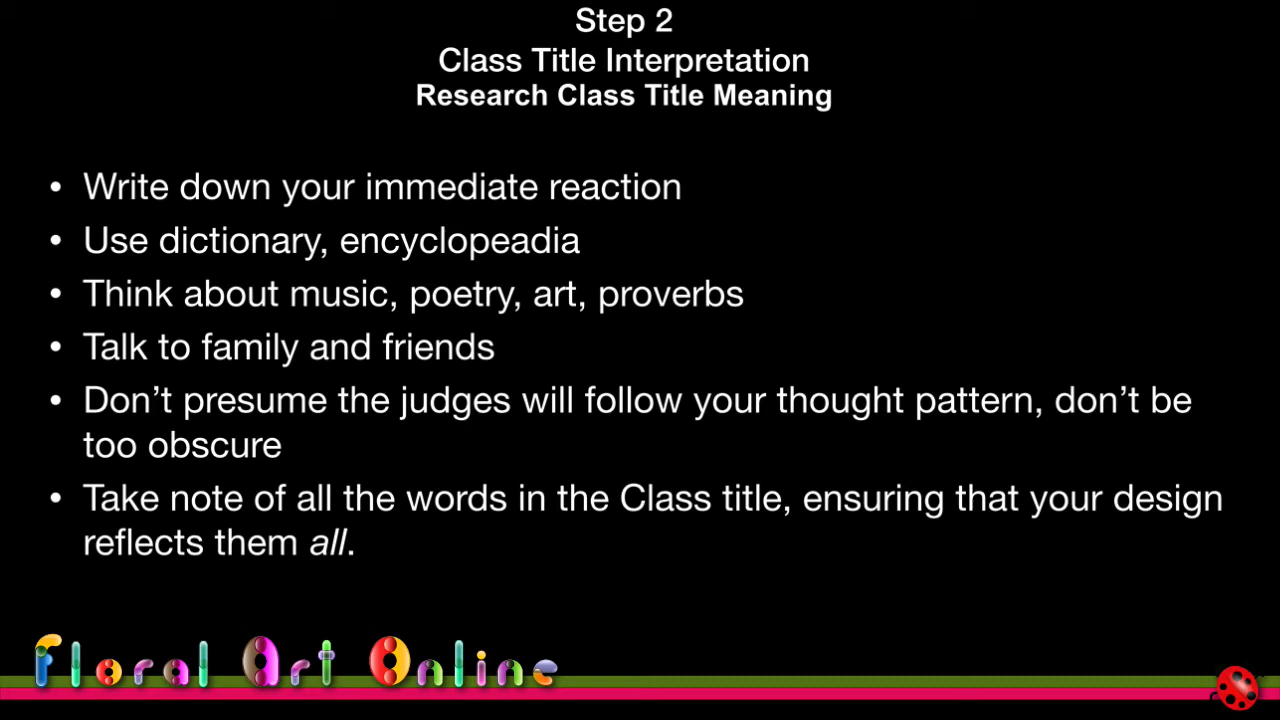 Step 2
Class Title Interpretation
Research Class Title Meaning
• Write down your immediate reaction
• Use dictionary, encyclopeadia
• Think about music, poetry, art, proverbs
• Talk to family and friends
• Don’t presume the judges will follow your thought pattern, don’t be
too obscure
• Take note of all the words in the Class title, ensuring that your design
reflects them all.
Floral Art Online